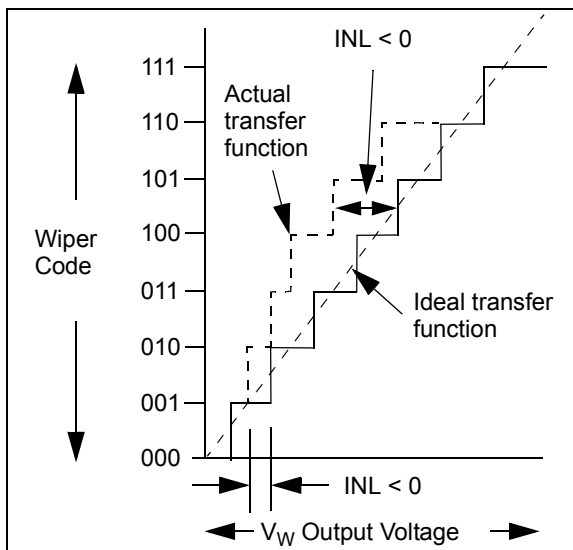 INL < 0
111
Actual
transfer
function
110
101
Wiper
Code
100
011
Ideal transfer
function
010
001
000
INL < 0
VW Output Voltage